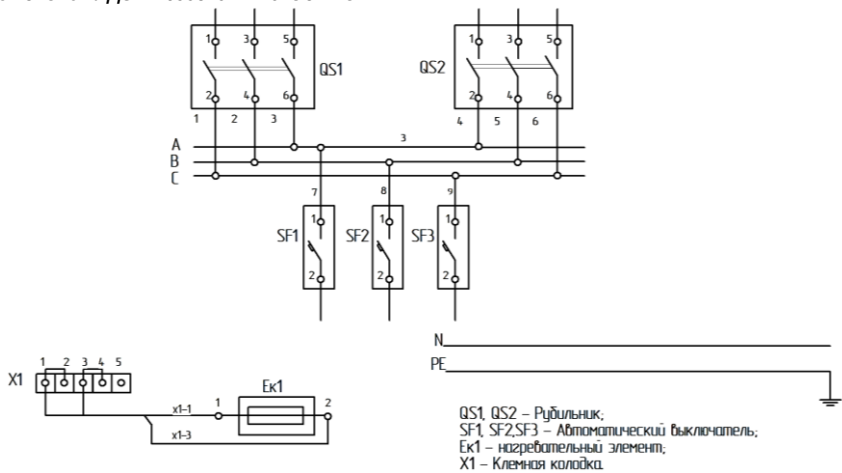 1 3 5
QS1
2 4 6
1 2 3
1 3 5
QS2
2 4 6
4 5 6
A
3
B
C
7 8 9
1 1 1
SF1 SF2 SF3
2 2 2
N
PE
1 2 3 4 5
X1
Ек1
x1-1 1 2
x1-3
QS1, QS2 – Рубильник;
SF1, SF2,SF3 – Автоматический выключатель;
Ек1 – нагревательный элемент;
X1 – Клемная колодка.